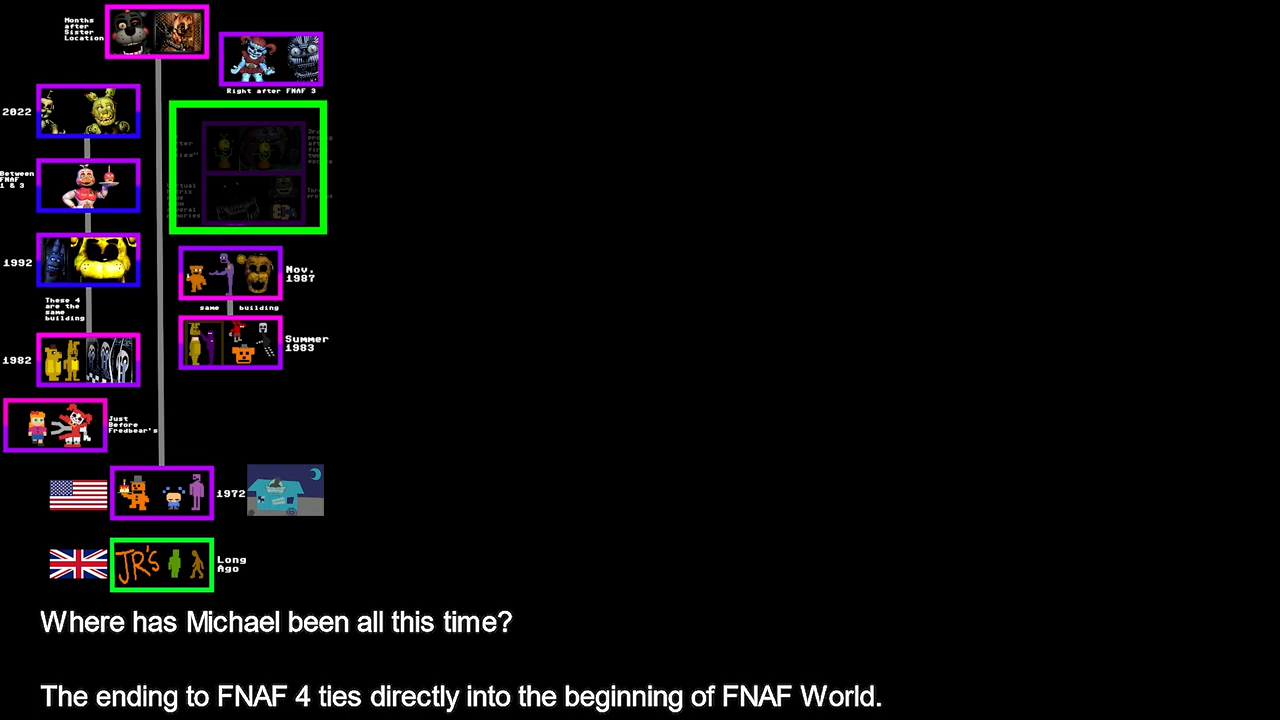 Months
after
Sister
Location
Right after FNAF 3
2022
Between
FNAF
1 & 3
1992
Nov.
1987
same building
These 4
are the
same
building
Summer
1983
1982
Just
Before
Fredbear's
1972
JR'S
Long
Ago
Where has Michael been all this time?
The ending to FNAF 4 ties directly into the beginning of FNAF World.